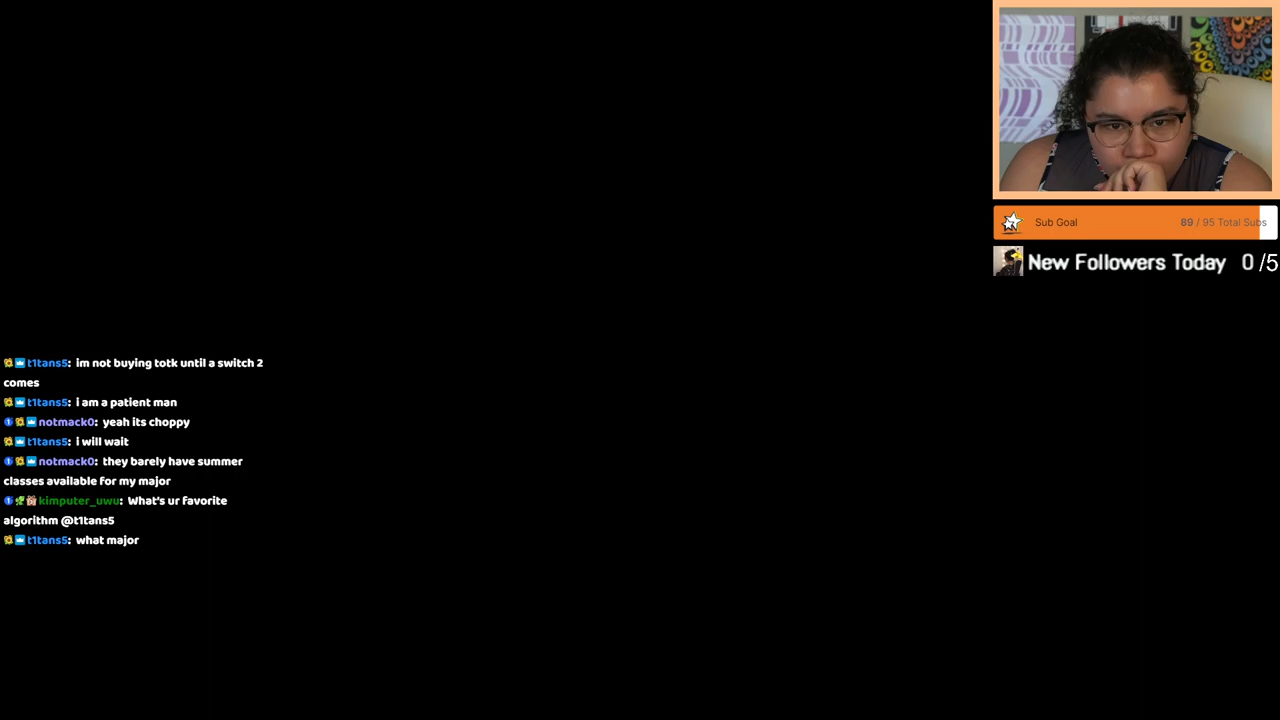 Sub Goal 89 / 95 Total Subs
New Followers Today 0 /5
t1tans5: im not buying totk until a switch 2
comes
t1tans5: i am a patient man
notmack0: yeah its choppy
t1tans5: i will wait
notmack0: they barely have summer
classes available for my major
kimputer_uwu: What's ur favorite
algorithm @t1tans5
t1tans5: what major